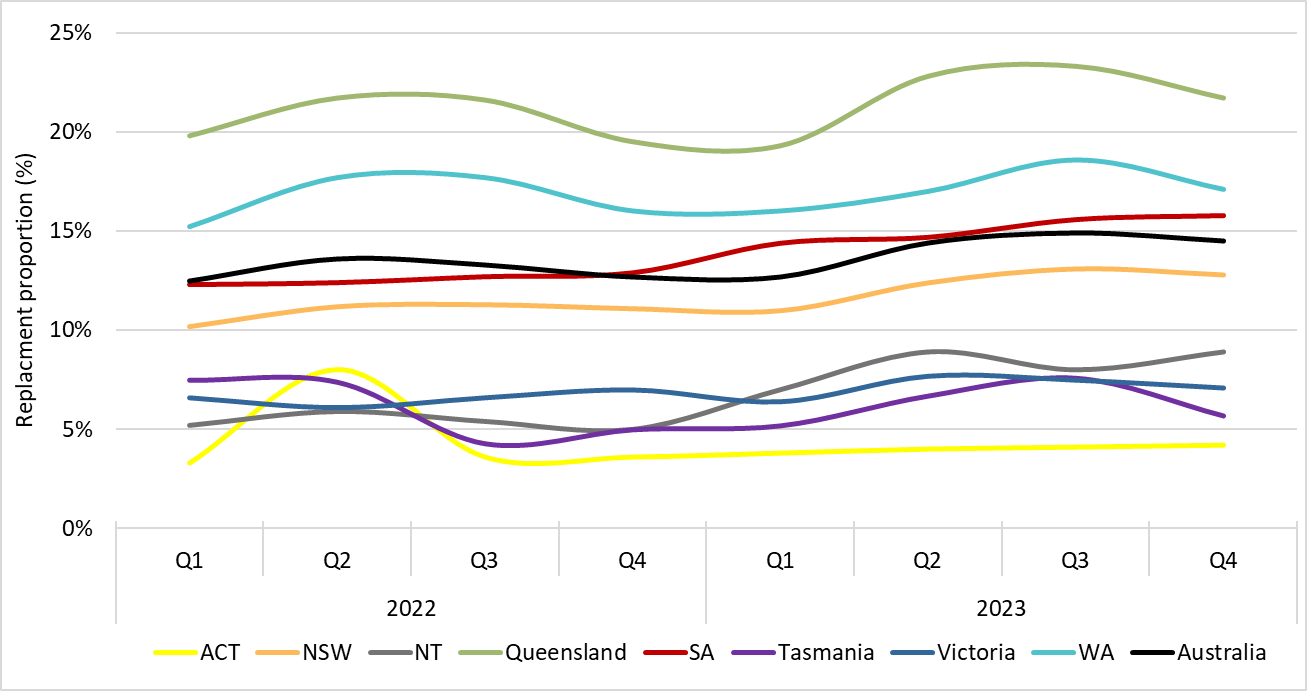 Replacment proportion (%)
25%
20%
15%
10%
5%
0%
Q1 Q2 Q3 Q4 Q1 Q2 Q3 Q4
2022 2023
ACT NSW NT Queensland SA Tasmania Victoria WA Australia